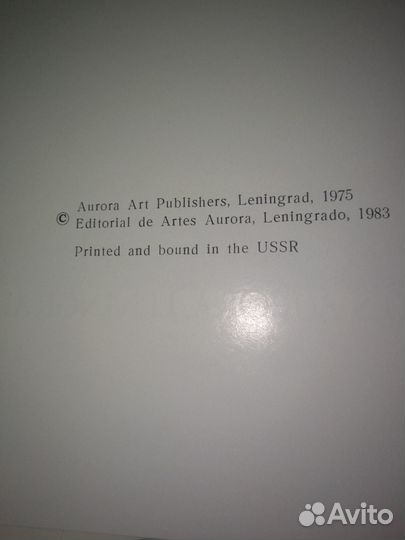 Aurora Art Publishers, Leningrad, 1975
© Editorial de Artes Aurora, Leningrado, 1983
Printed and bound in the USSR
Avito